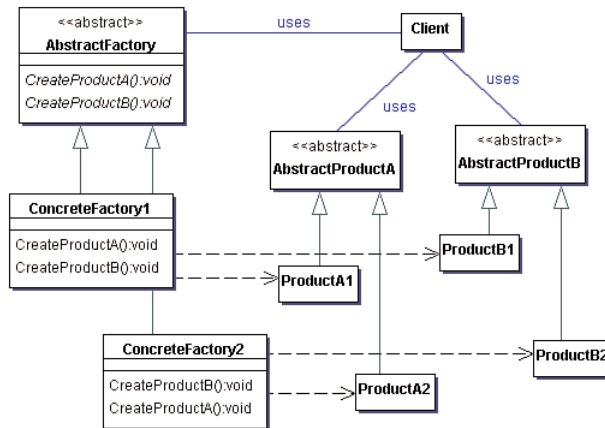 <<abstract>>
AbstractFactory
CreateProductA():void
CreateProductB():void
uses
Client
uses
uses
<<abstract>>
AbstractProductA
<<abstract>>
AbstractProductB
ConcreteFactory1
CreateProductA():void
CreateProductB():void
ProductB1
ProductA1
ConcreteFactory2
CreateProductB():void
CreateProductA():void
ProductB2
ProductA2